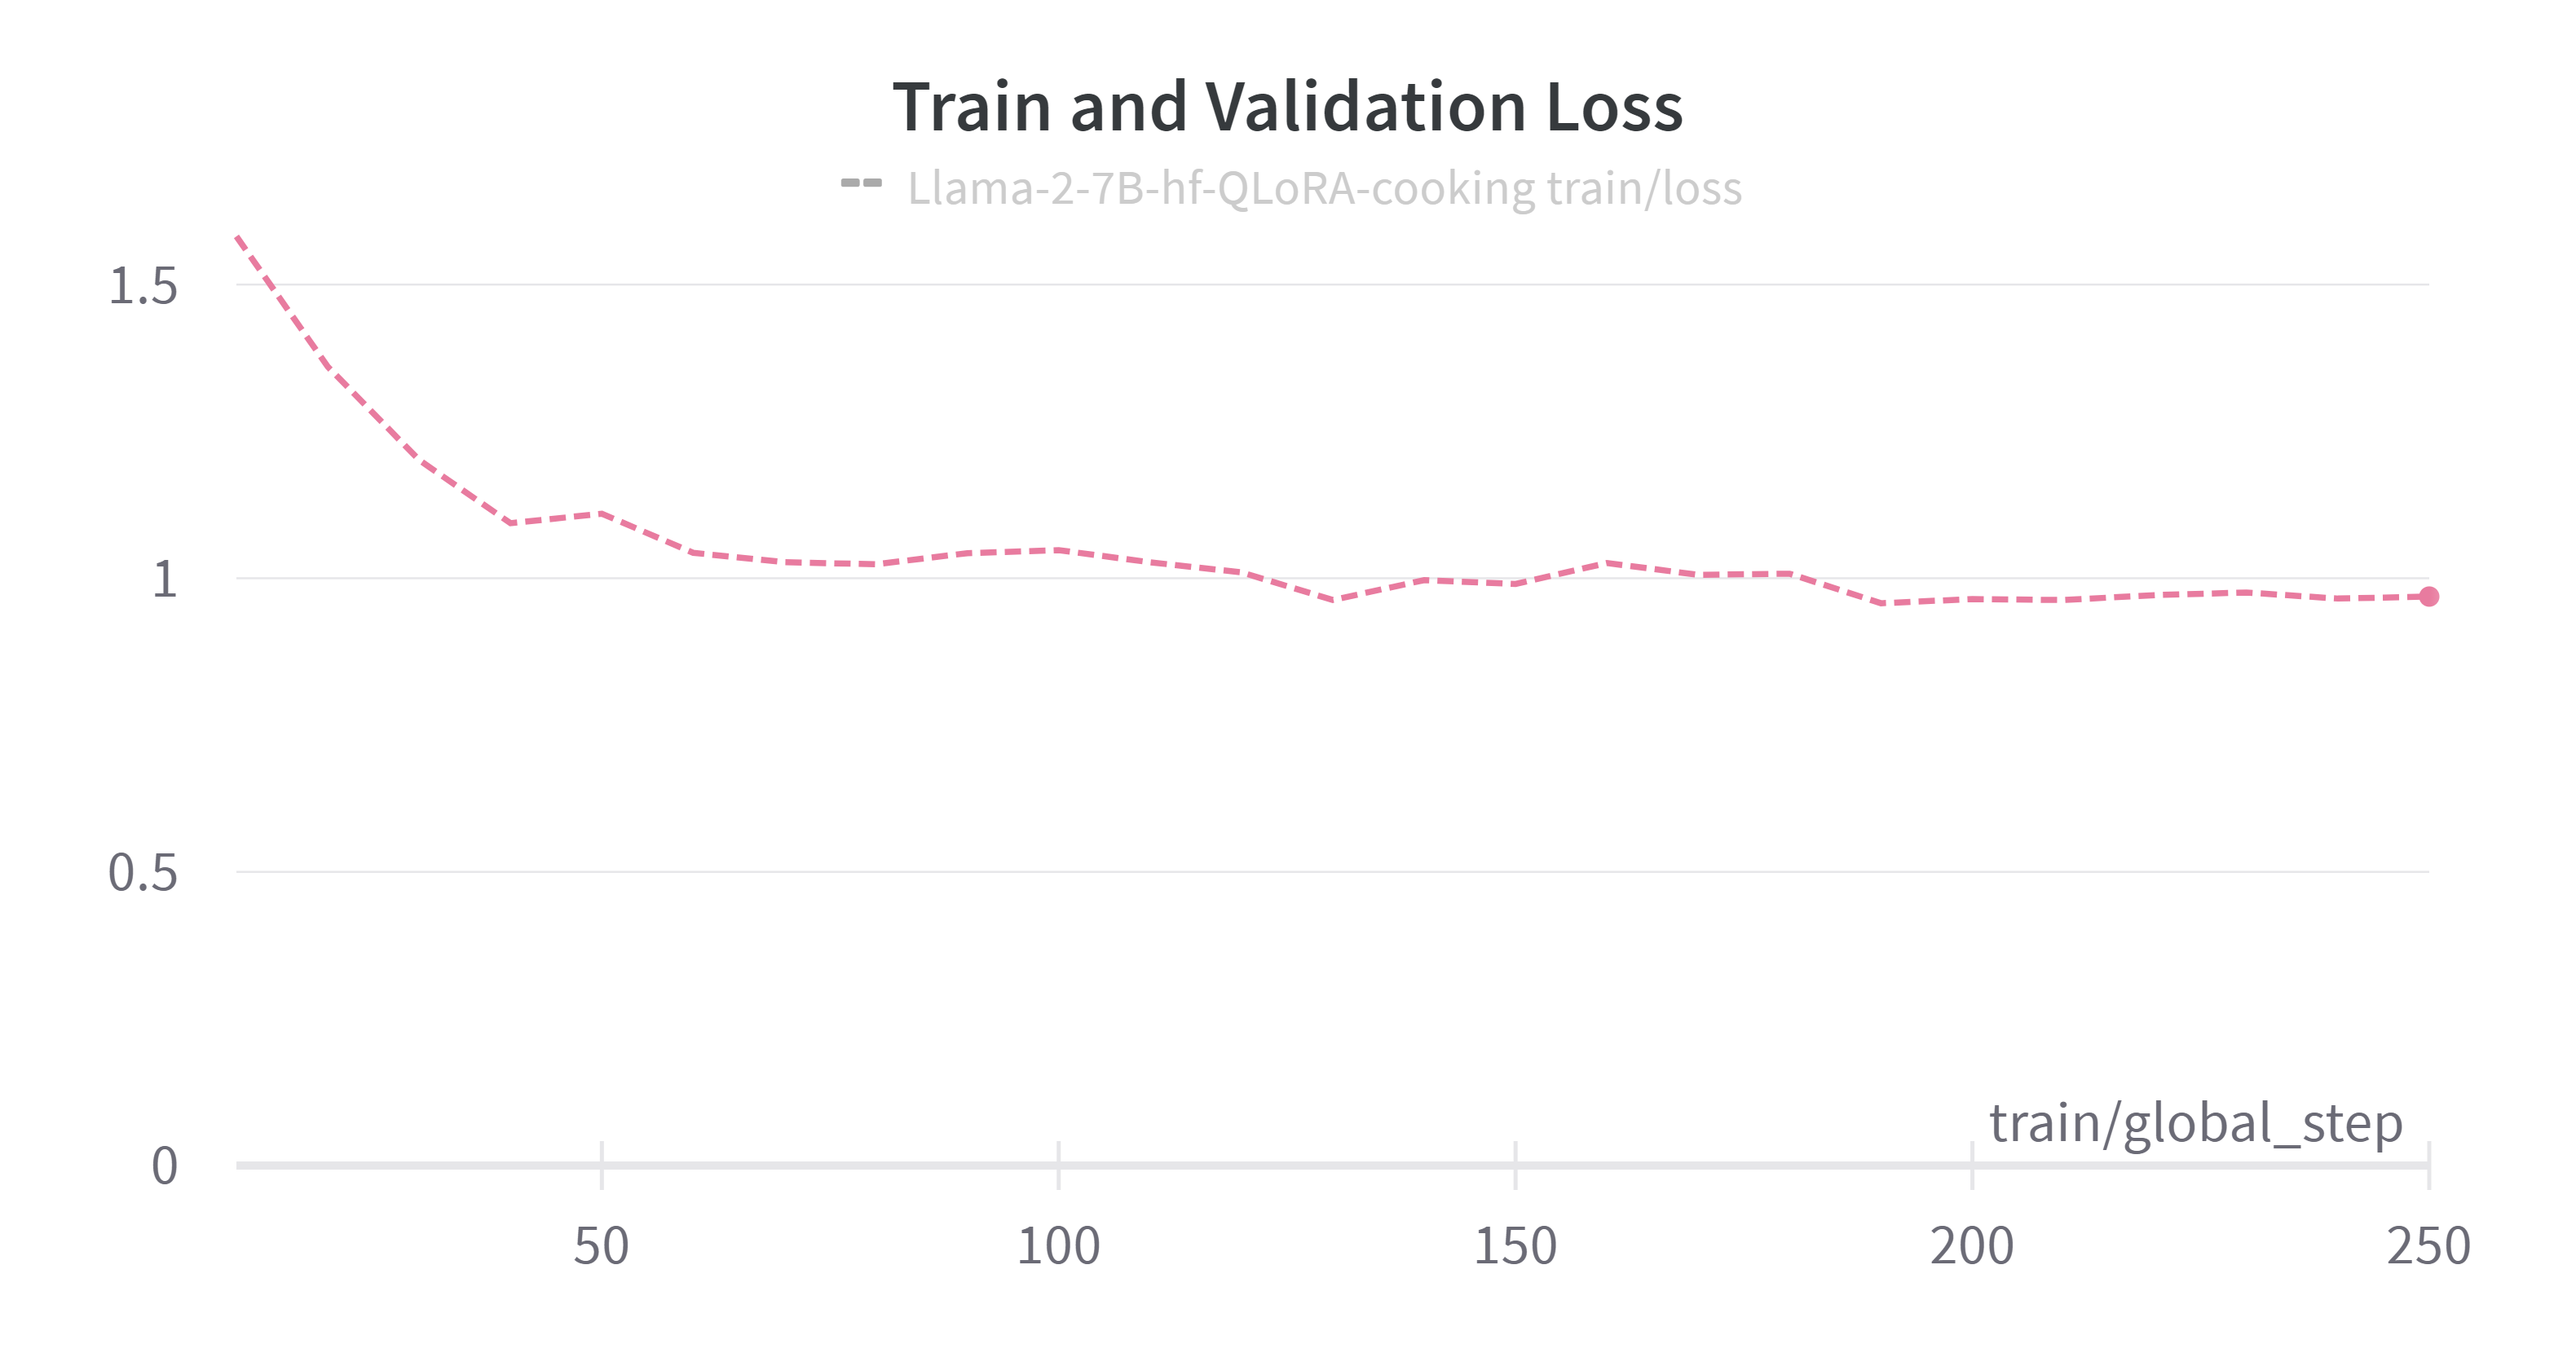 Train and Validation Loss
Llama-2-7B-hf-QLoRA-cooking train/loss
1.5
1
0.5
0
train/global_step
50 100 150 200 250